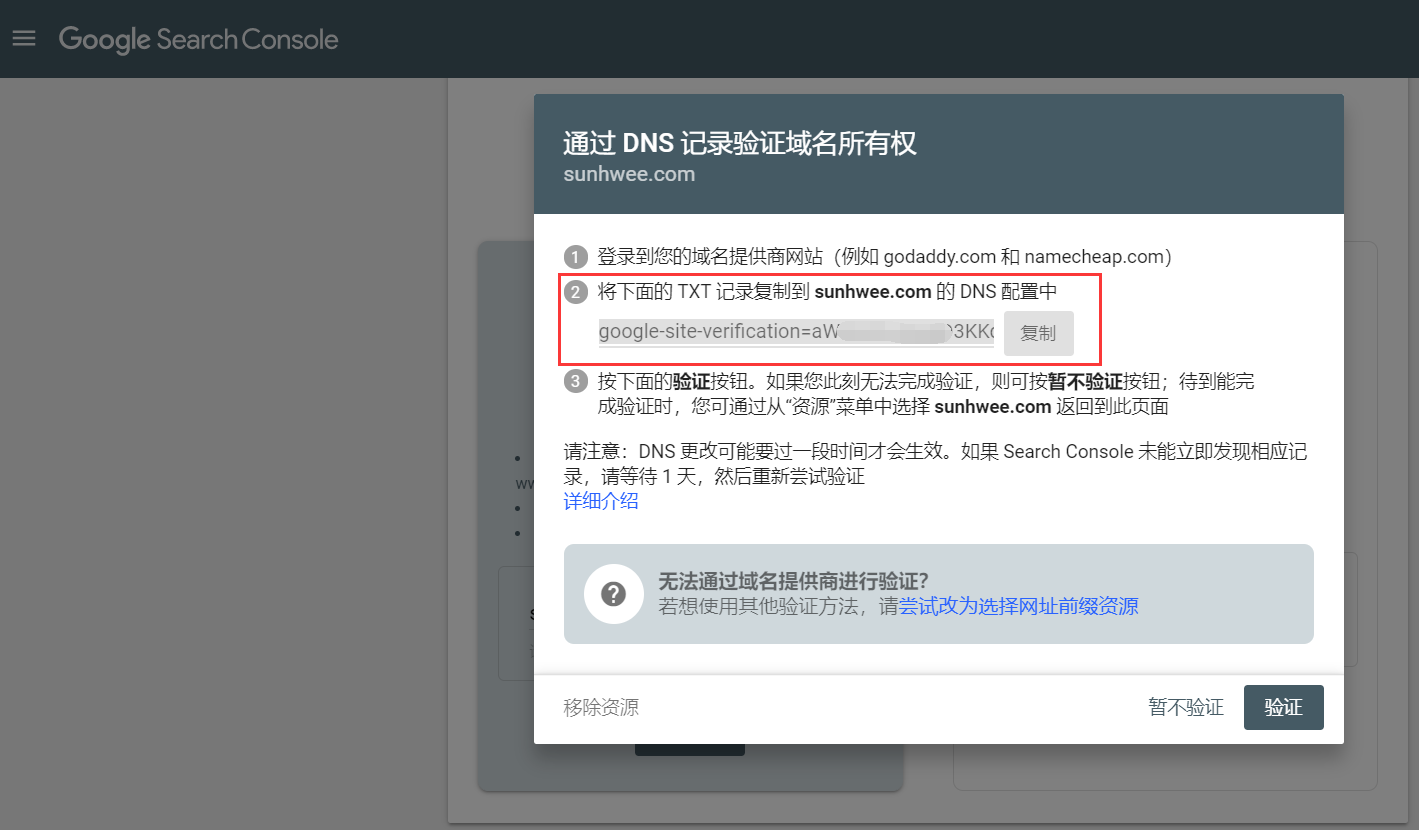 Google Search Console
通过 DNS 记录验证域名所有权
sunhwee.com
1 登录到您的域名提供商网站（例如 godaddy.com 和 namecheap.com）
2 将下面的 TXT 记录复制到 sunhwee.com 的 DNS 配置中
google-site-verification=aW 3KK
复制
3 按下面的验证按钮。如果您此刻无法完成验证，则可按暂不验证按钮；待到能完
成验证时，您可通过从“资源”菜单中选择 sunhwee.com 返回到此页面
请注意：DNS 更改可能要过一段时间才会生效。如果 Search Console 未能立即发现相应记
录，请等待 1 天，然后重新尝试验证
详细介绍
无法通过域名提供商进行验证？
若想使用其他验证方法，请尝试改为选择网址前缀资源
移除资源
暂不验证
验证